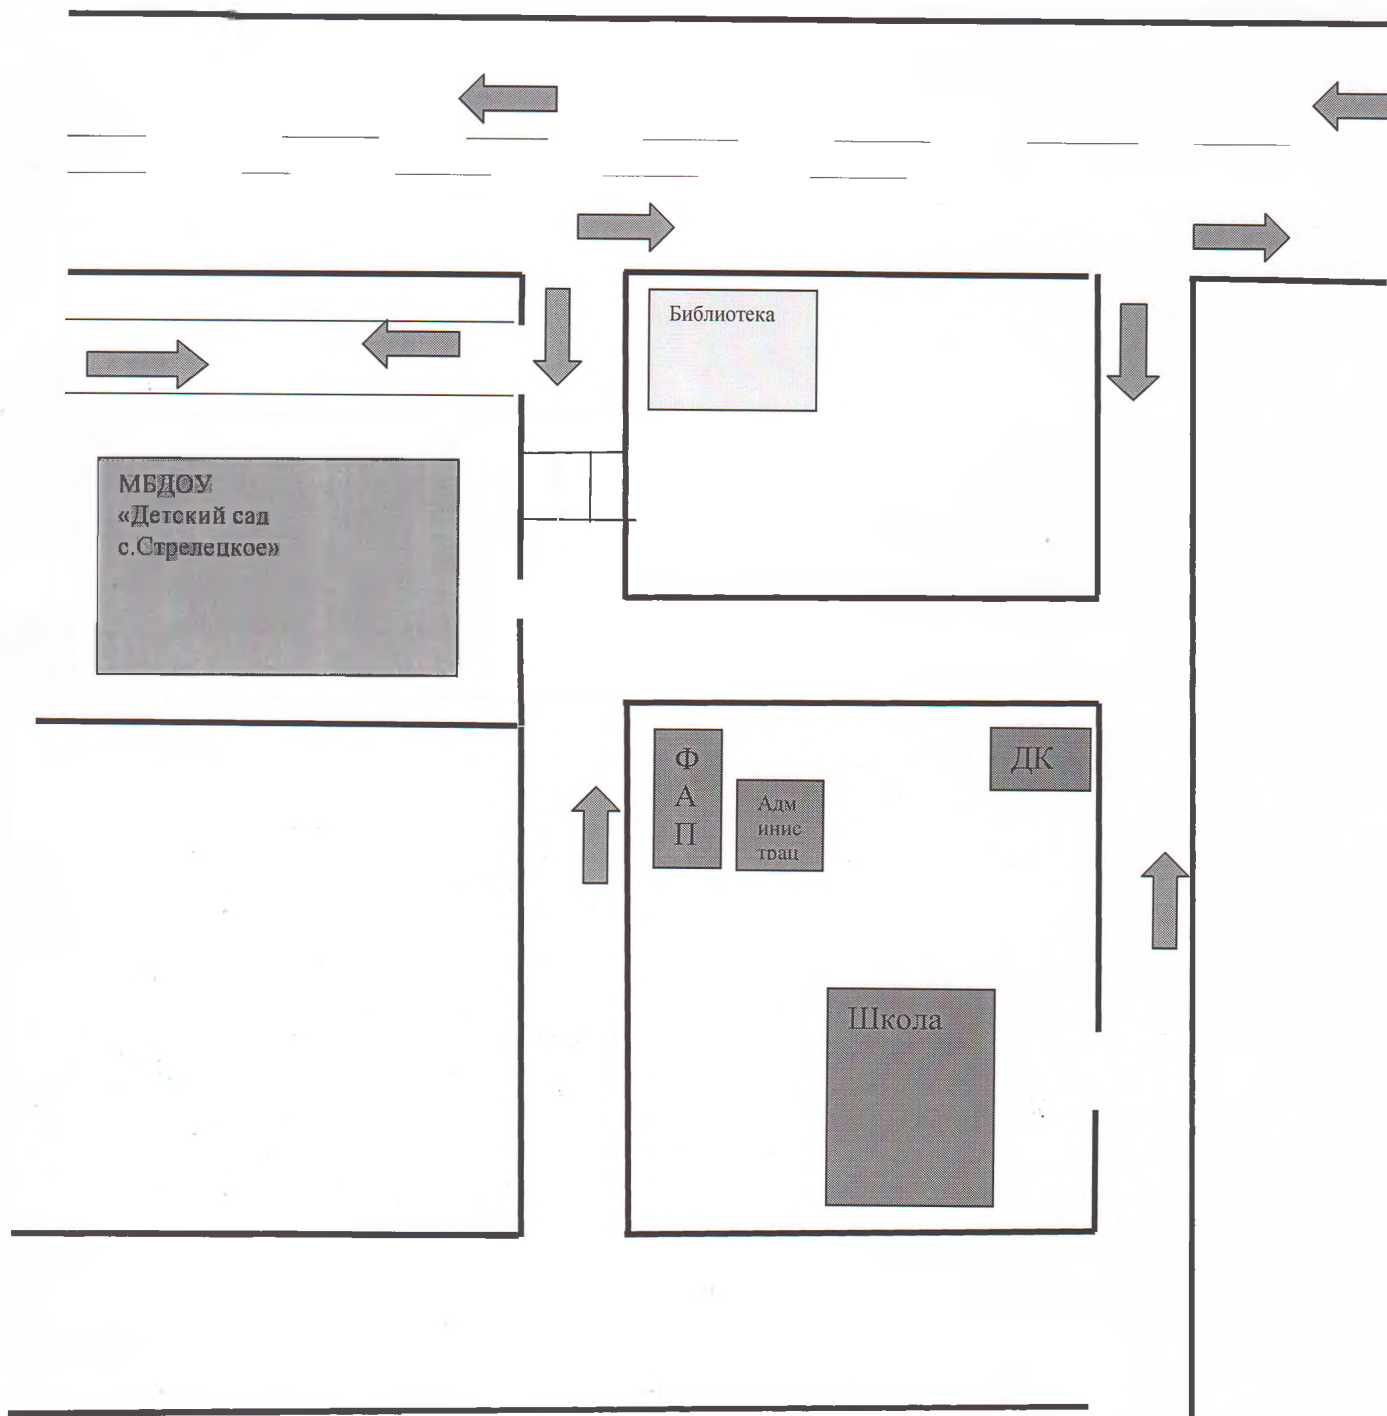 Библиотека
МБДОУ
«Детский сад
с.Стрелецкое»
Ф
А
П
Адм
инис
трац
ДК
Школа